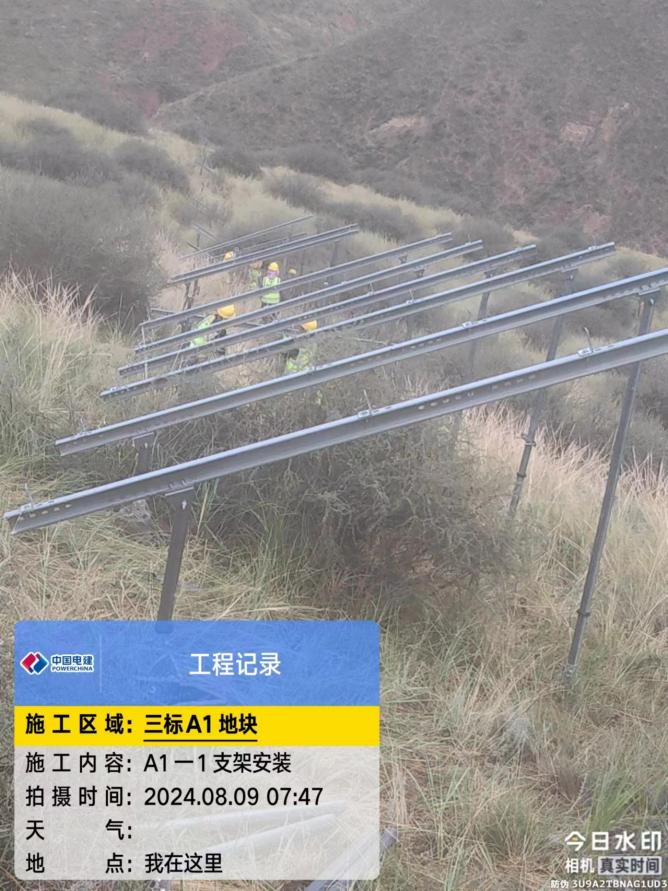 中国电建
POWERCHINA
工程记录
施工区域：三标A1地块
施工内容：A1一1支架安装
拍摄时间：2024.08.09 07:47
天气：
地点：我在这里
今日水印
相机 真实时间
防伪 3U9A2TBNAG1UD3